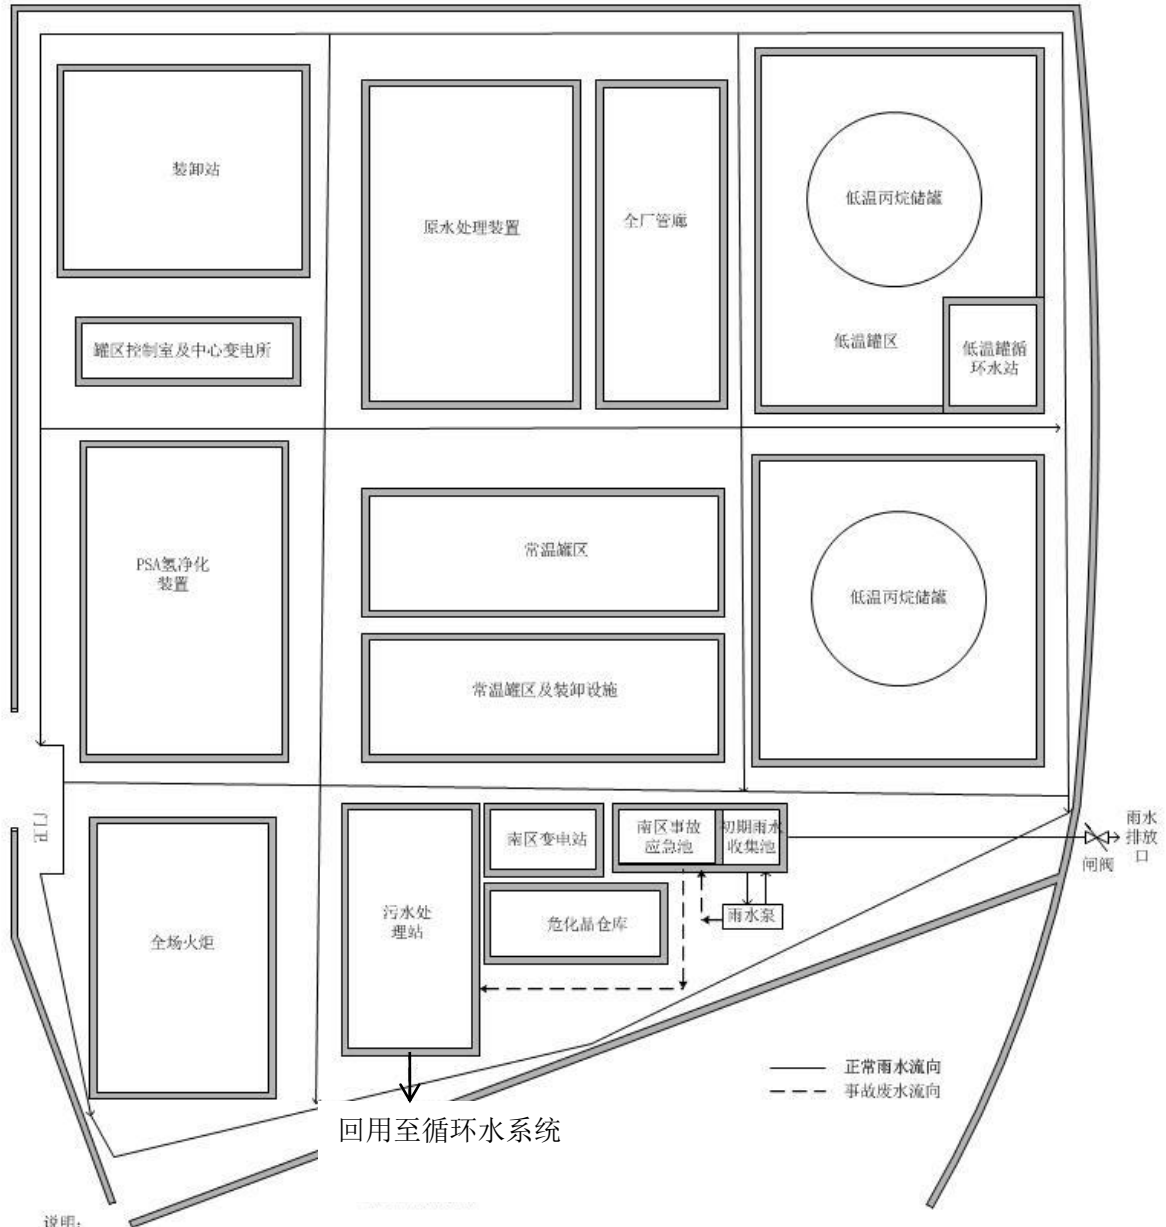 装卸站
原水处理装置
全厂管廊
低温丙烷储罐
罐区控制室及中心变电所
低温罐区
低温罐循
环水站
PSA氢净化
装置
常温罐区
低温丙烷储罐
常温罐区及装卸设施
门卫
南区变电站
南区事故
应急池
初期雨水
收集池
雨水
排放
口
闸阀
全场火炬
污水处
理站
危化品仓库
雨水泵
正常雨水流向
事故废水流向
回用至循环水系统
说明: